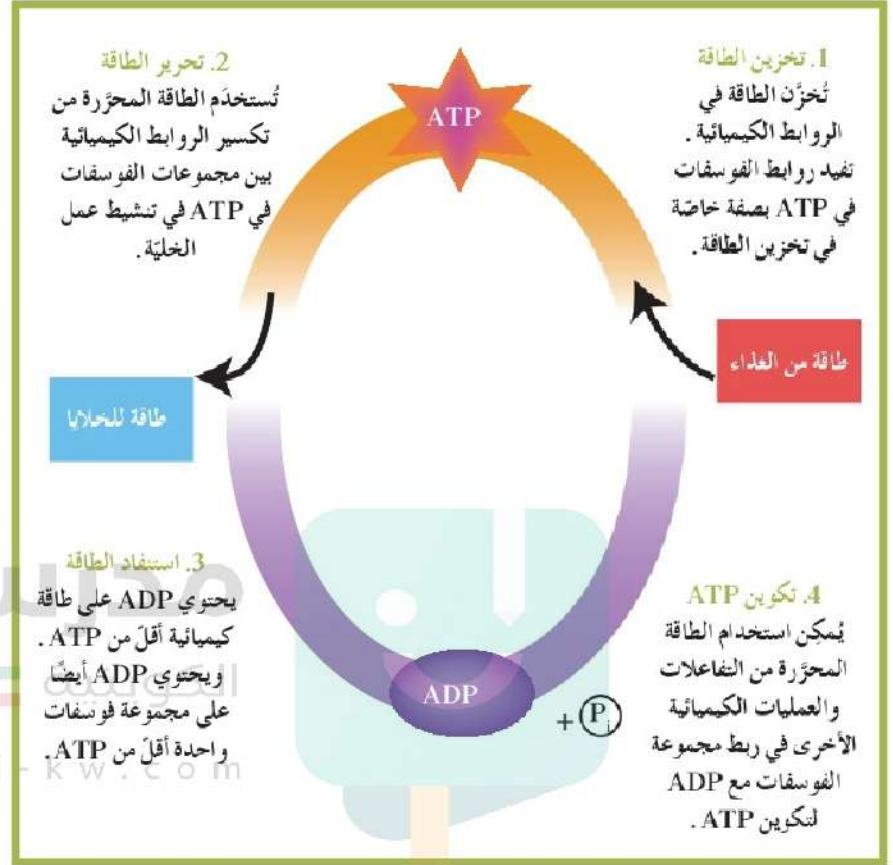 1. تخزين الطاقة
تُخزَّن الطاقة في
الروابط الكيميائية.
تفيد روابط الفوسفات
في ATP بصفة خاصّة
في تخزين الطاقة.
2. تحرير الطاقة
تُستخدَم الطاقة المحرَّرة من
تكسير الروابط الكيميائية
بين مجموعات الفوسفات
في ATP في تنشيط عمل
الخليّة.
ATP
طاقة من الغذاء
طاقة للخلايا
3. استنفاد الطاقة
يحتوي ADP على طاقة
كيميائية أقلّ من ATP.
ويحتوي ADP أيضًا
على مجموعة فوسفات
واحدة أقلّ من ATP.
4. تكوين ATP
يُمكِن استخدام الطاقة
المحرَّرة من التفاعلات
والعمليات الكيميائية
الأخرى في ربط مجموعة
الفوسفات مع ADP
لتكوين ATP.
ADP
+ Pi
الكويتية
- k w . c o m